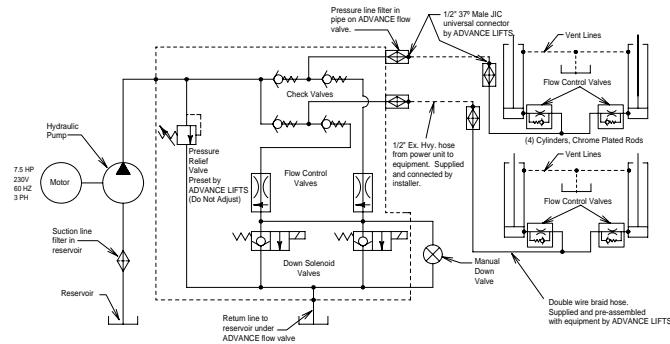 Pressure line filter in
pipe on ADVANCE flow
valve.
1/2" 37º Male JIC
universal connector
by ADVANCE LIFTS
Vent Lines
Flow Control Valves
(4) Cylinders, Chrome Plated Rods
Vent Lines
Flow Control Valves
Check Valves
Hydraulic
Pump
7.5 HP
230V
60 HZ
3 PH
Motor
Pressure
Relief
Valve
Preset by
ADVANCE LIFTS
(Do Not Adjust)
Flow Control
Valves
1/2" Ex. Hvy. hose
from power unit to
equipment. Supplied
and connected by
installer.
Suction line
filter in
reservoir
Down Solenoid
Valves
Manual
Down
Valve
Reservoir
Return line to
reservoir under
ADVANCE flow valve
Double wire braid hose.
Supplied and pre-assembled
with equipment by ADVANCE LIFTS